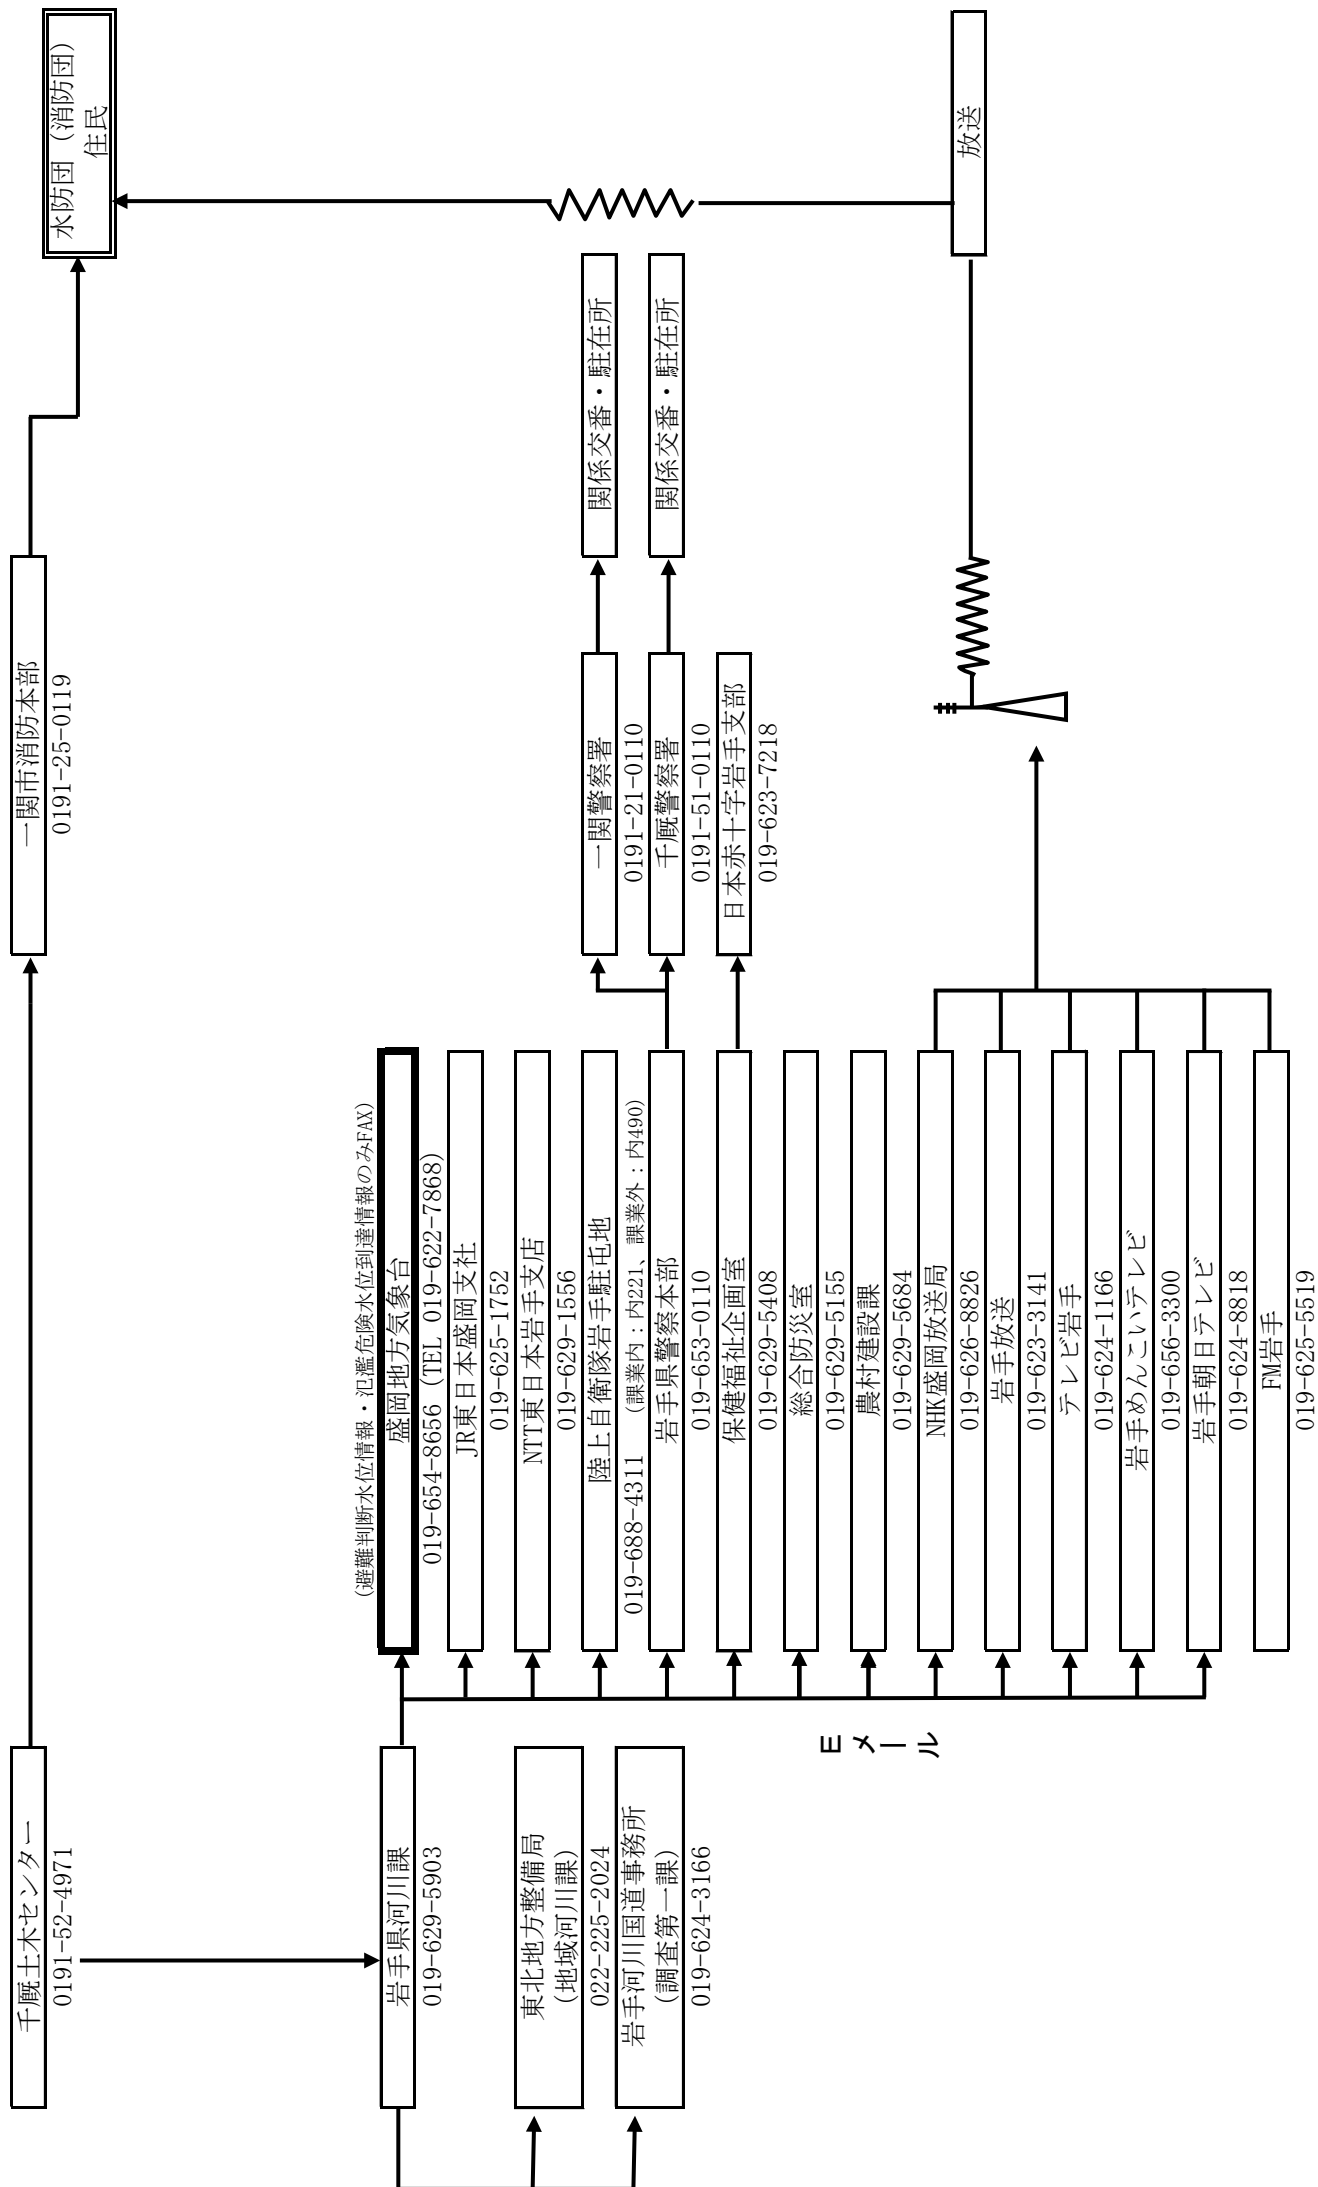 千厩土木センター
0191-52-4971
一関市消防本部
0191-25-0119
水防団（消防団）
住民
岩手県河川課
019-629-5903
東北地方整備局
（地域河川課）
022-225-2024
岩手河川国道事務所
（調査第一課）
019-624-3166
Eメール
（避難判断水位情報・氾濫危険水位到達情報のみFAX）
盛岡地方気象台
019-654-8656（TEL 019-622-7868）
JR東日本盛岡支社
019-625-1752
NTT東日本岩手支店
019-629-1556
陸上自衛隊岩手駐屯地
019-688-4311 （課業内：内221、課業外：内490）
岩手県警察本部
019-653-0110
保健福祉企画室
019-629-5408
総合防災室
019-629-5155
農村建設課
019-629-5684
NHK盛岡放送局
019-626-8826
岩手放送
019-623-3141
テレビ岩手
019-624-1166
岩手めんこいテレビ
019-656-3300
岩手朝日テレビ
019-624-8818
FM岩手
019-625-5519
一関警察署
0191-21-0110
千厩警察署
0191-51-0110
日本赤十字岩手支部
019-623-7218
関係交番・駐在所
関係交番・駐在所
放送